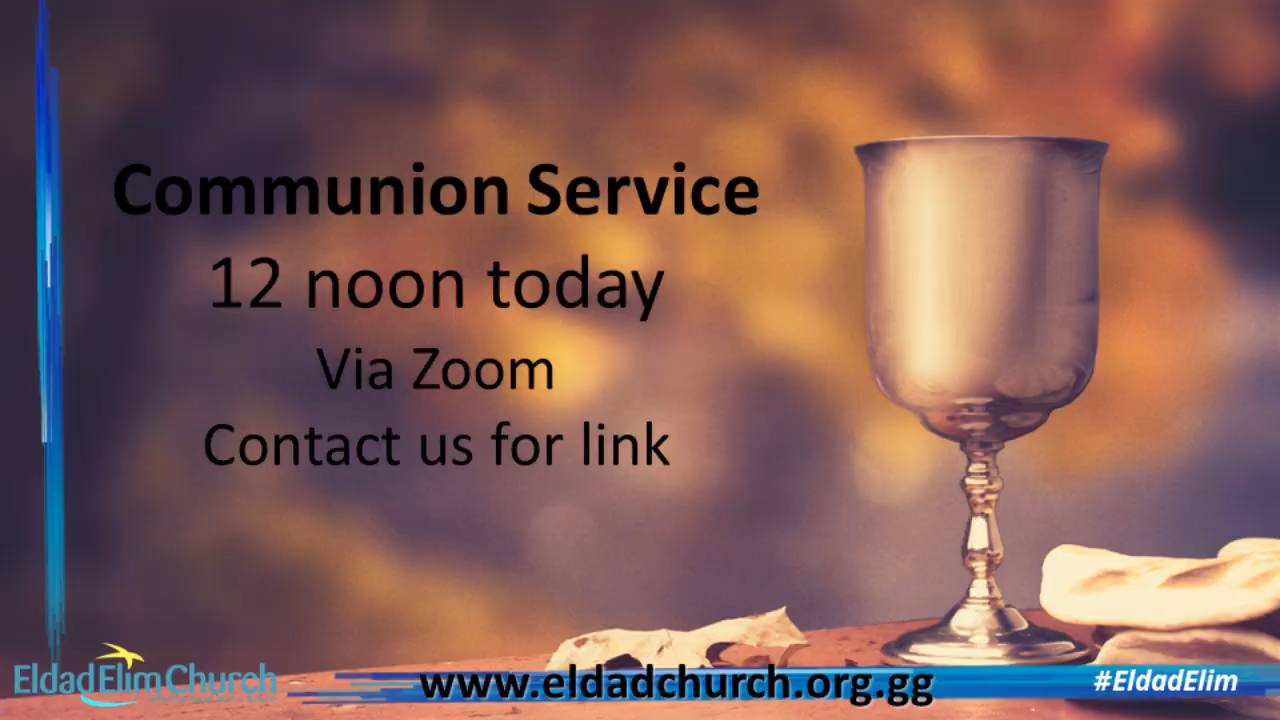 Communion Service
12 noon today
Via Zoom
Contact us for link
EldadElimChurch
www.eldadchurch.org.gg
#EldadElim